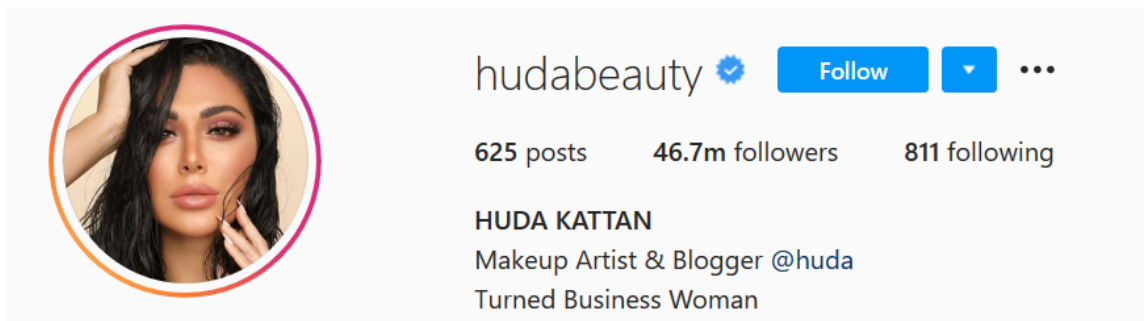 hudabeauty Follow
625 posts 46.7m followers 811 following
HUDA KATTAN
Makeup Artist & Blogger @huda
Turned Business Woman